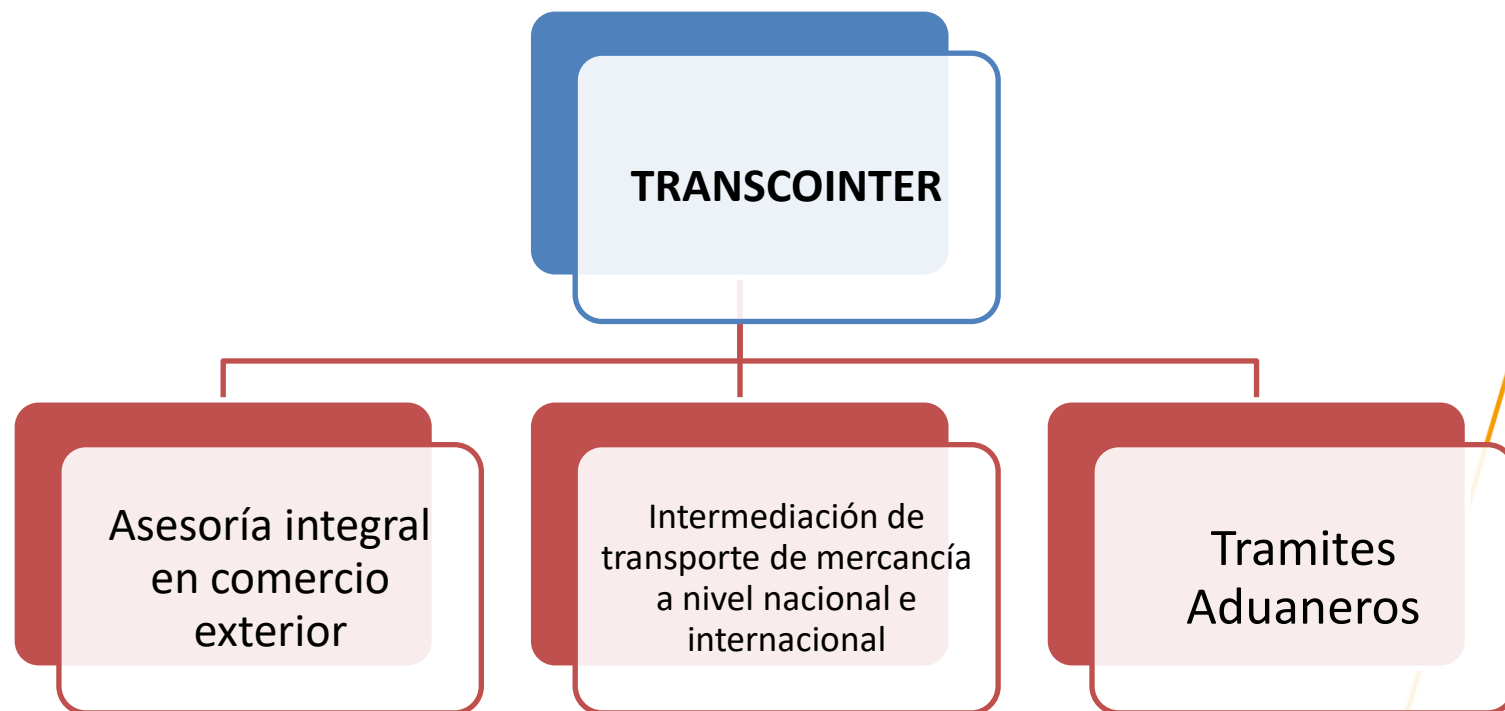 TRANSCOINTER
Asesoría integral
en comercio
exterior
Intermediación de
transporte de mercancía
a nivel nacional e
internacional
Tramites
Aduaneros